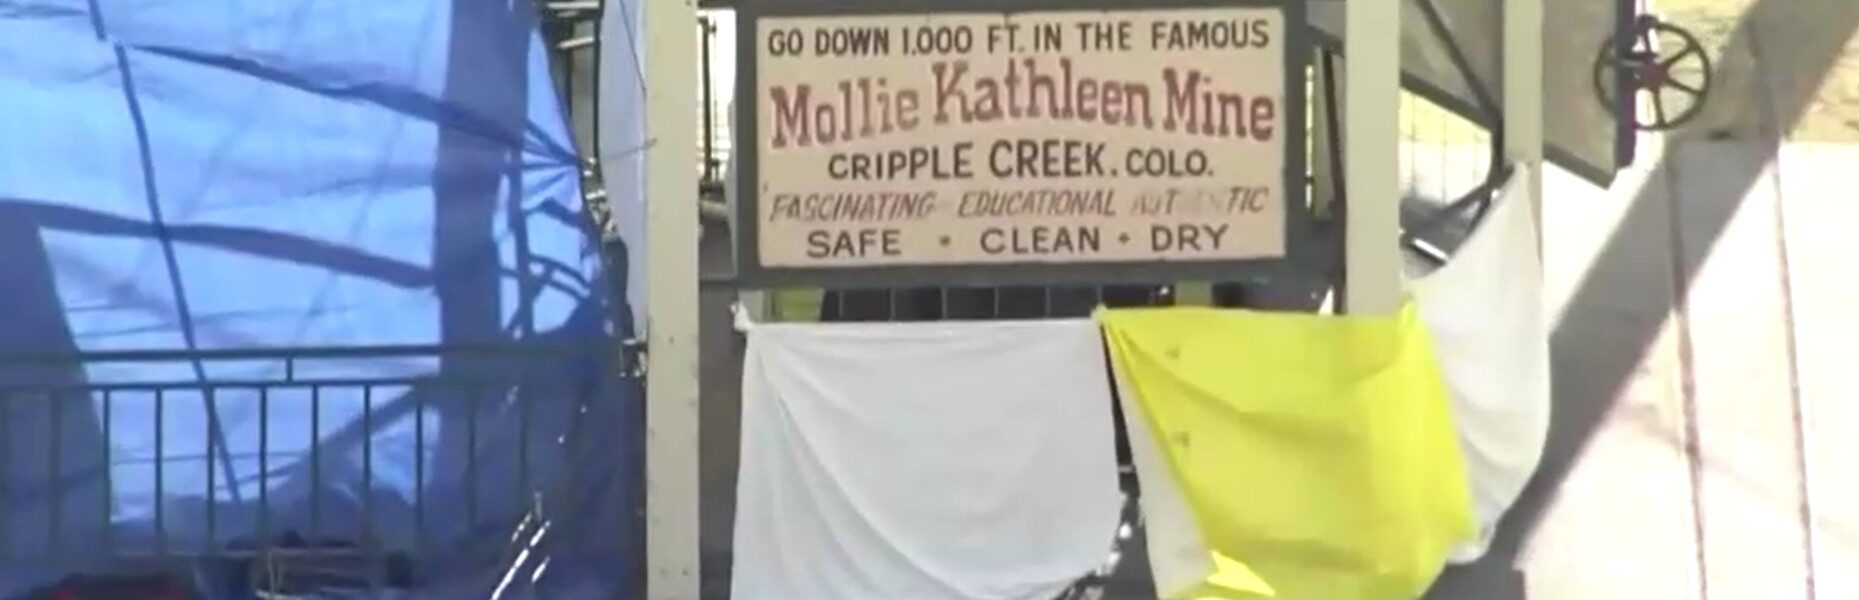 GO DOWN 1,000 FT. IN THE FAMOUS
Mollie Kathleen Mine
CRIPPLE CREEK. COLO.
FASCINATING EDUCATIONAL
SAFE • CLEAN • DRY